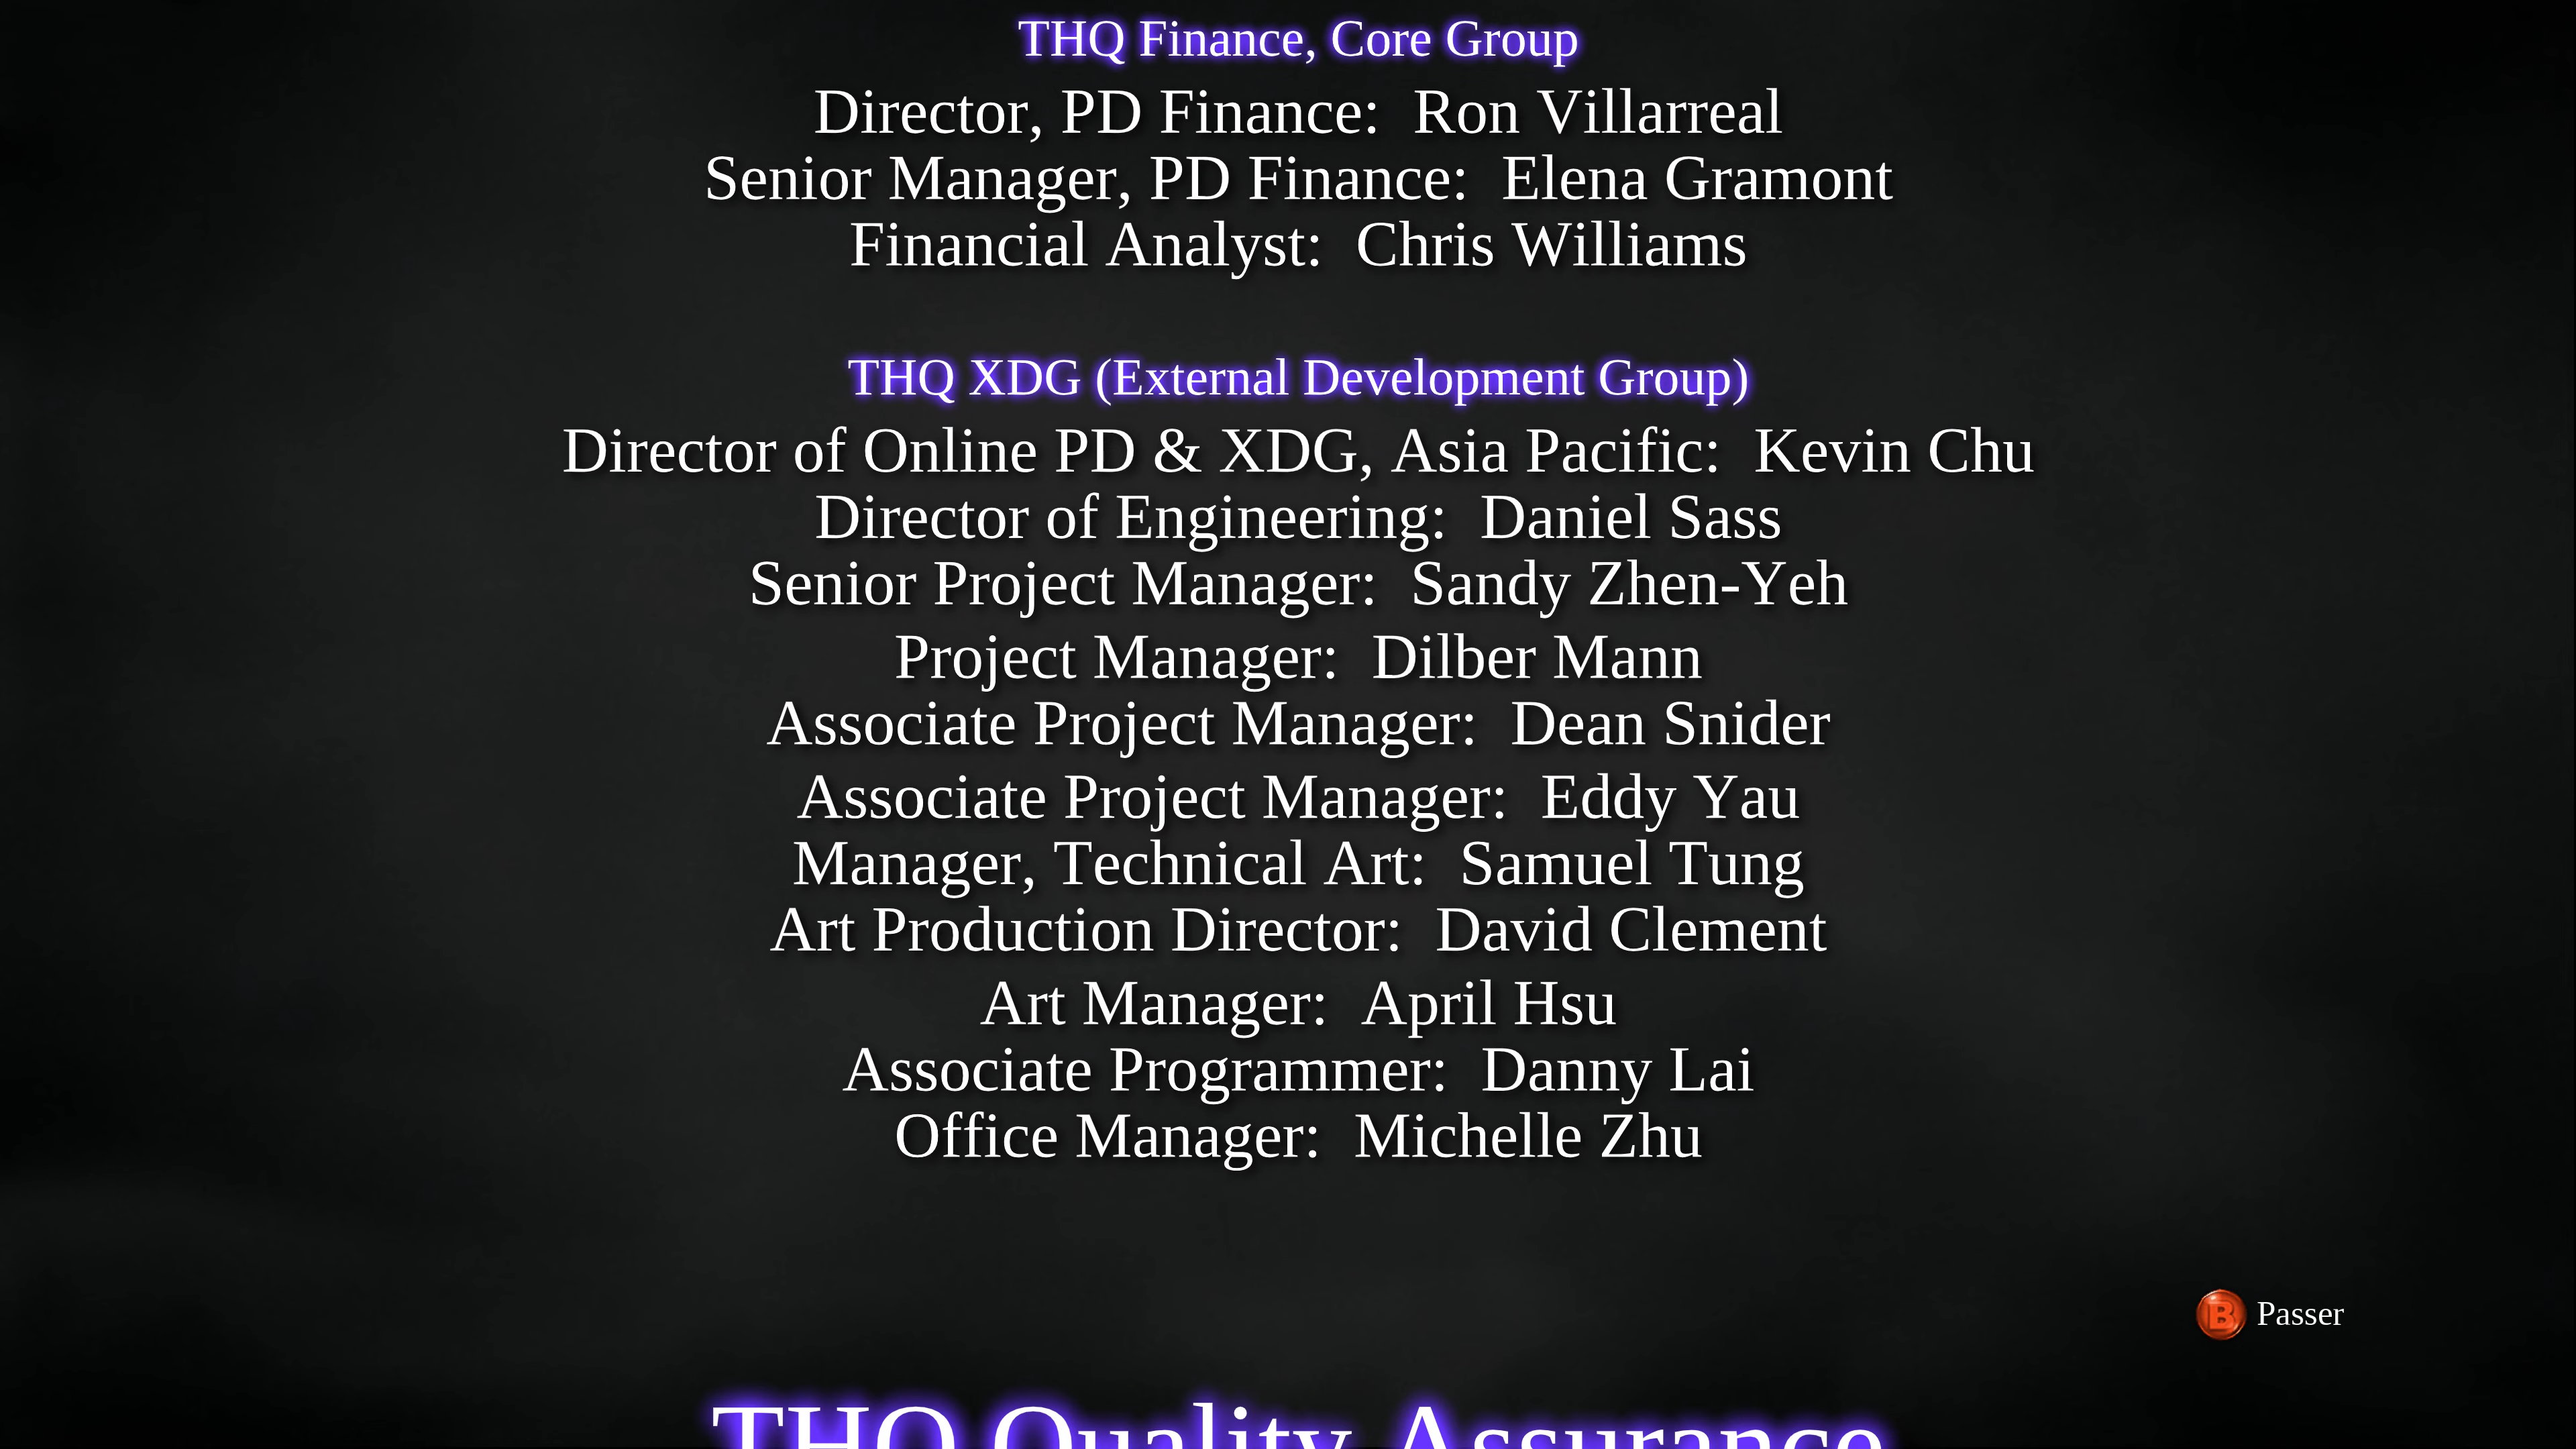 THQ Finance, Core Group
Director, PD Finance:  Ron Villarreal
Senior Manager, PD Finance:  Elena Gramont
Financial Analyst:  Chris Williams
THQ XDG (External Development Group)
Director of Online PD & XDG, Asia Pacific:  Kevin Chu
Director of Engineering:  Daniel Sass
Senior Project Manager:  Sandy Zhen-Yeh
Project Manager:  Dilber Mann
Associate Project Manager:  Dean Snider
Associate Project Manager:  Eddy Yau
Manager, Technical Art:  Samuel Tung
Art Production Director:  David Clement
Art Manager:  April Hsu
Associate Programmer:  Danny Lai
Office Manager:  Michelle Zhu
B Passer
THQ Quality Assurance